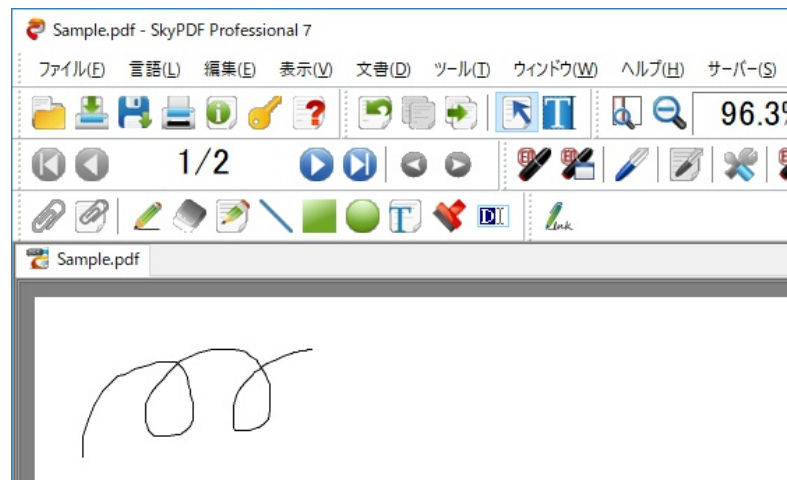 Sample.pdf - SkyPDF Professional 7
ファイル(F) 言語(L) 編集(E) 表示(V) 文書(D) ツール(T) ウィンドウ(W) ヘルプ(H) サーバー(S)
96.3%
1/2
Link
Sample.pdf